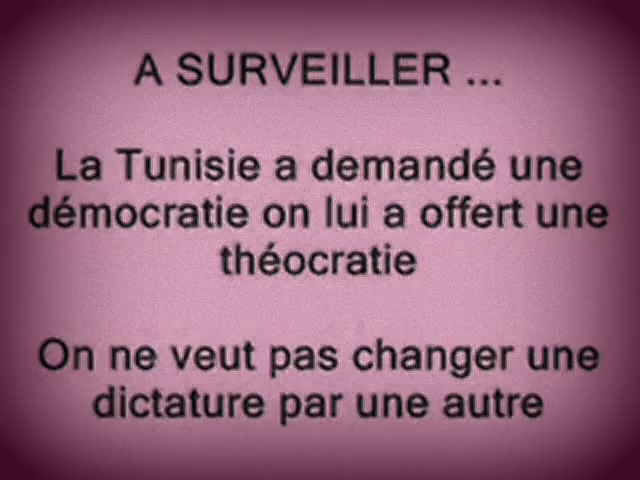 A SURVEILLER ...
La Tunisie a demandé une
démocratie on lui a offert une
théocratie
On ne veut pas changer une
dictature par une autre